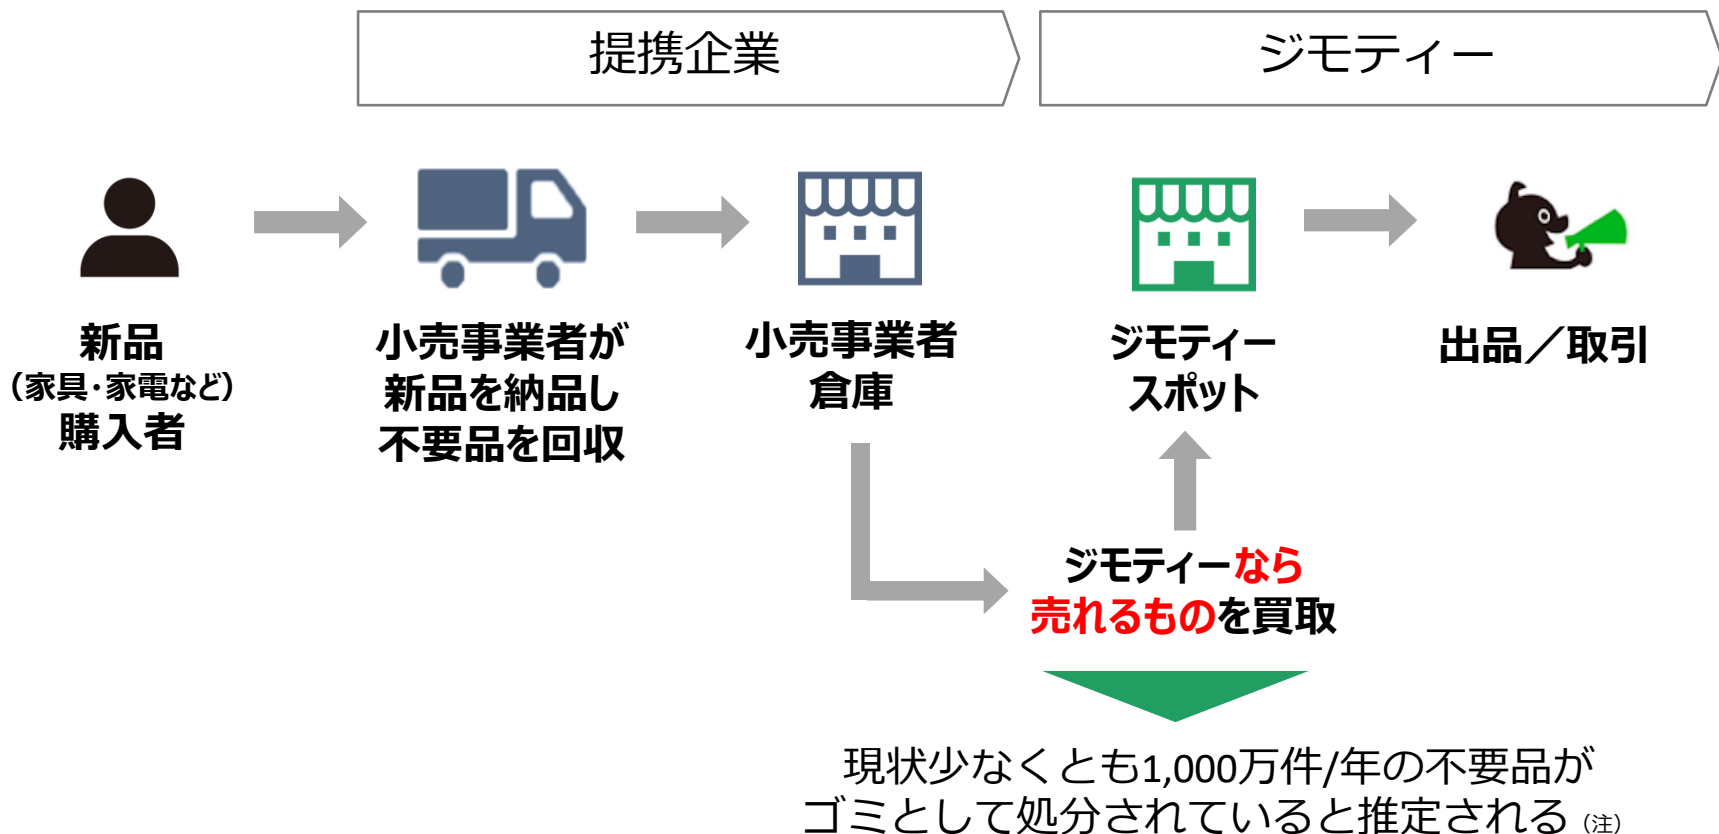 提携企業
ジモティー
新品
（家具・家電など）
購入者
小売事業者が
新品を納品し
不要品を回収
小売事業者
倉庫
ジモティー
スポット
出品／取引
ジモティーなら
売れるものを買取
現状少なくとも1,000万件/年の不要品が
ゴミとして処分されていると推定される（注）